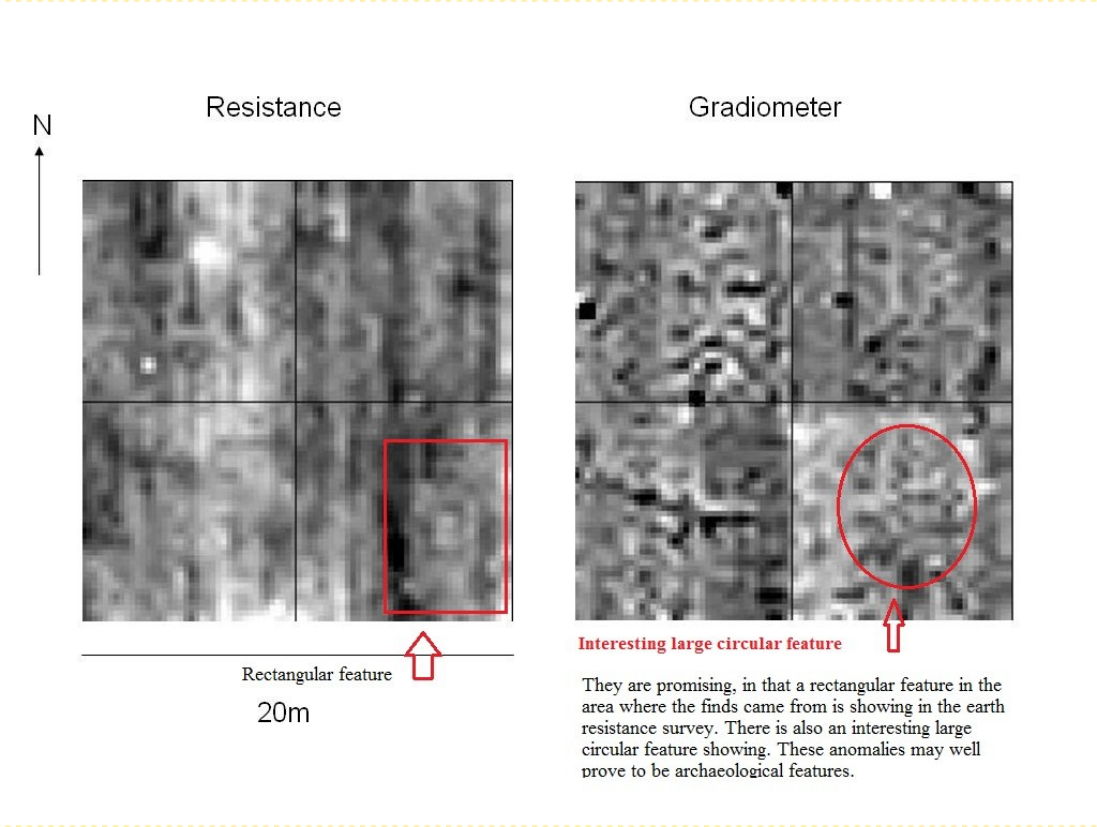 Resistance
Gradiometer
N
Rectangular feature
20m
Interesting large circular feature
They are promising, in that a rectangular feature in the
area where the finds came from is showing in the earth
resistance survey. There is also an interesting large
circular feature showing. These anomalies may well
prove to be archaeological features.